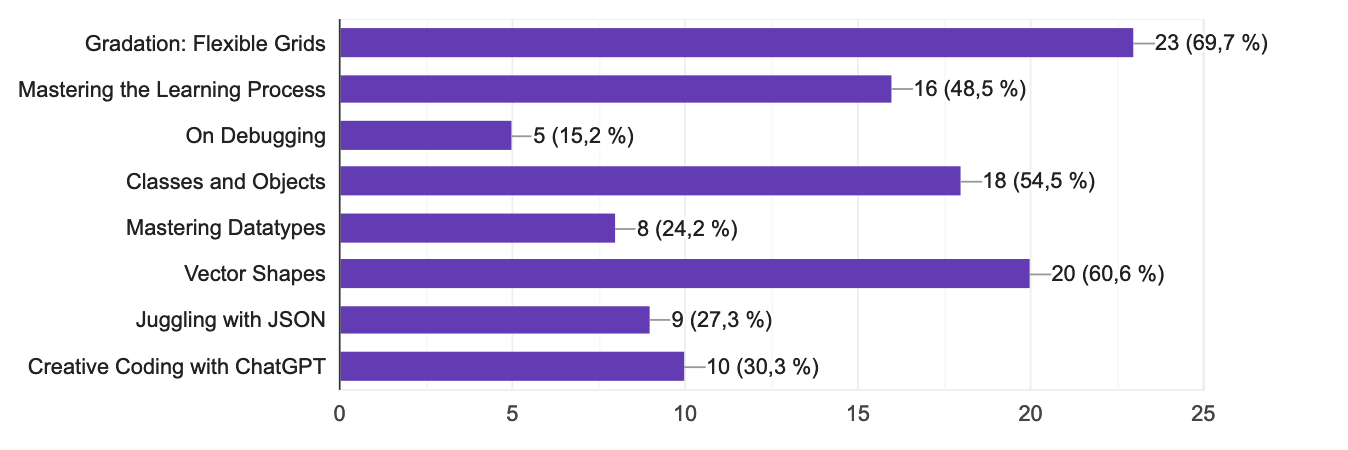 Gradation: Flexible Grids 23 (69,7 %)
Mastering the Learning Process 16 (48,5 %)
On Debugging 5 (15,2 %)
Classes and Objects 18 (54,5 %)
Mastering Datatypes 8 (24,2 %)
Vector Shapes 20 (60,6 %)
Juggling with JSON 9 (27,3 %)
Creative Coding with ChatGPT 10 (30,3 %)
0 5 10 15 20 25